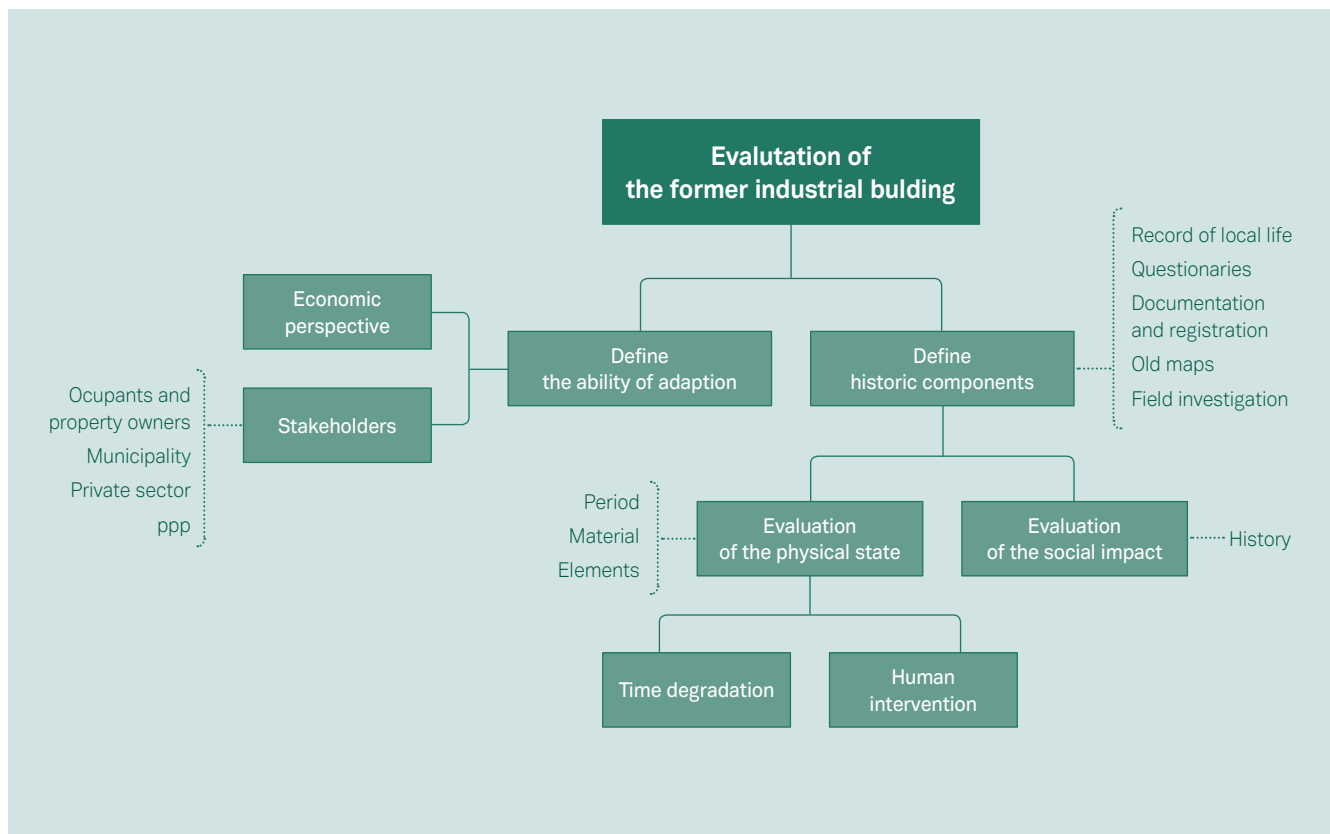 Evalutation of
the former industrial bulding
Economic
perspective
Define
the ability of adaption
Define
historic components
Record of local life
Questionaries
Documentation
and registration
Old maps
Field investigation
Ocupants and
property owners
Municipality
Private sector
ppp
Stakeholders
Period
Material
Elements
Evaluation
of the physical state
Evaluation
of the social impact
History
Time degradation
Human
intervention